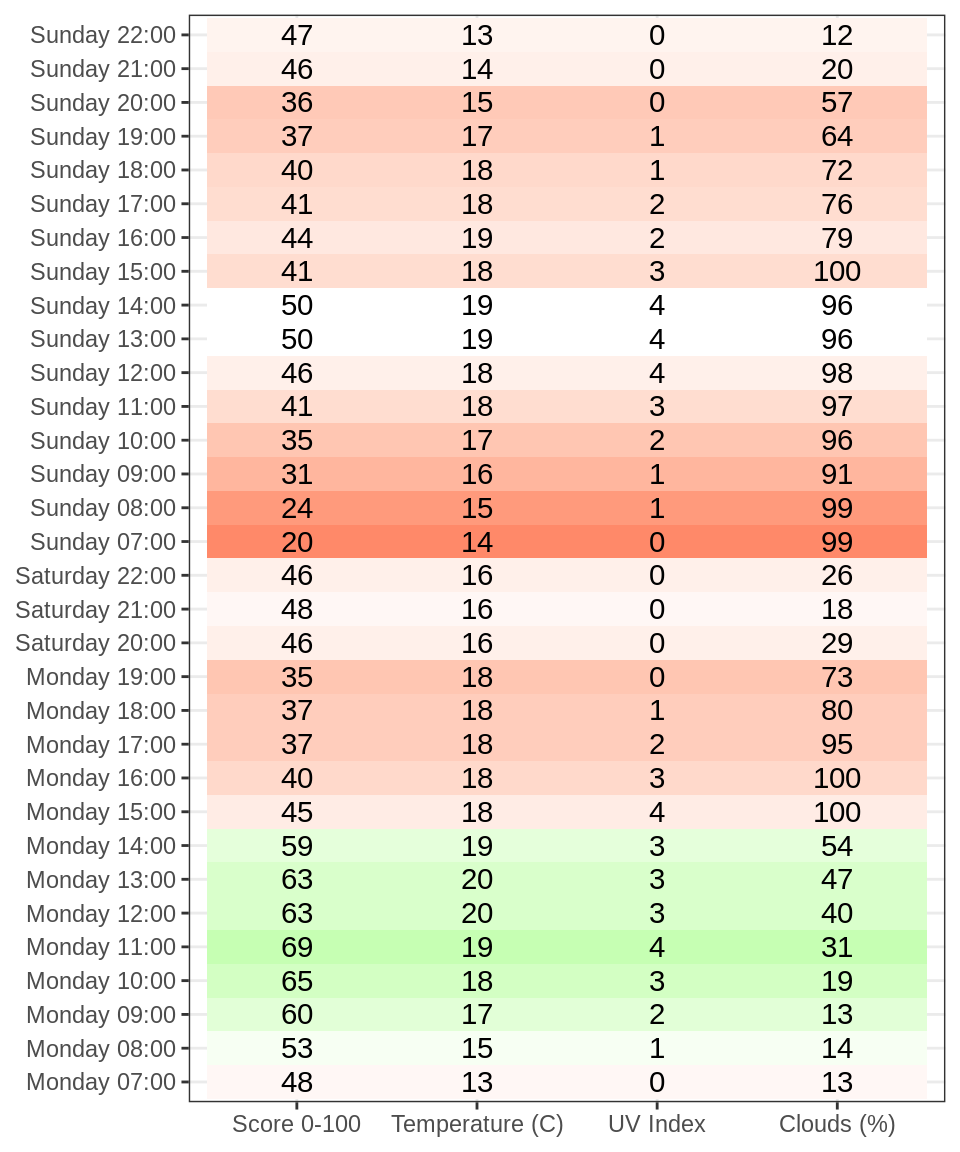 Sunday 22:00 47 13 0 12
Sunday 21:00 46 14 0 20
Sunday 20:00 36 15 0 57
Sunday 19:00 37 17 1 64
Sunday 18:00 40 18 1 72
Sunday 17:00 41 18 2 76
Sunday 16:00 44 19 2 79
Sunday 15:00 41 18 3 100
Sunday 14:00 50 19 4 96
Sunday 13:00 50 19 4 96
Sunday 12:00 46 18 4 98
Sunday 11:00 41 18 3 97
Sunday 10:00 35 17 2 96
Sunday 09:00 31 16 1 91
Sunday 08:00 24 15 1 99
Sunday 07:00 20 14 0 99
Saturday 22:00 46 16 0 26
Saturday 21:00 48 16 0 18
Saturday 20:00 46 16 0 29
Monday 19:00 35 18 0 73
Monday 18:00 37 18 1 80
Monday 17:00 37 18 2 95
Monday 16:00 40 18 3 100
Monday 15:00 45 18 4 100
Monday 14:00 59 19 3 54
Monday 13:00 63 20 3 47
Monday 12:00 63 20 3 40
Monday 11:00 69 19 4 31
Monday 10:00 65 18 3 19
Monday 09:00 60 17 2 13
Monday 08:00 53 15 1 14
Monday 07:00 48 13 0 13
Score 0-100 Temperature (C) UV Index Clouds (%)